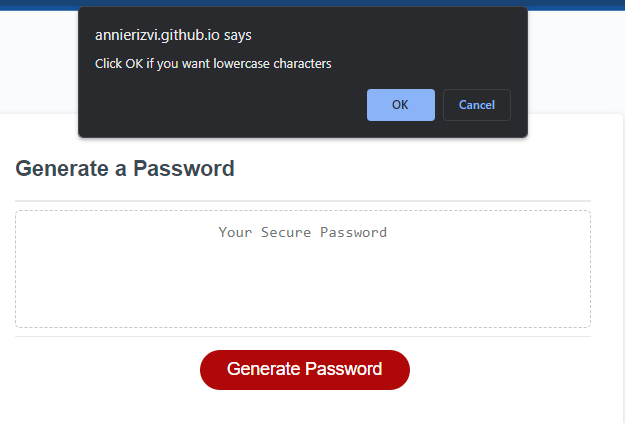 annierizvi.github.io says
Click OK if you want lowercase characters
OK
Cancel
Generate a Password
Your Secure Password
Generate Password